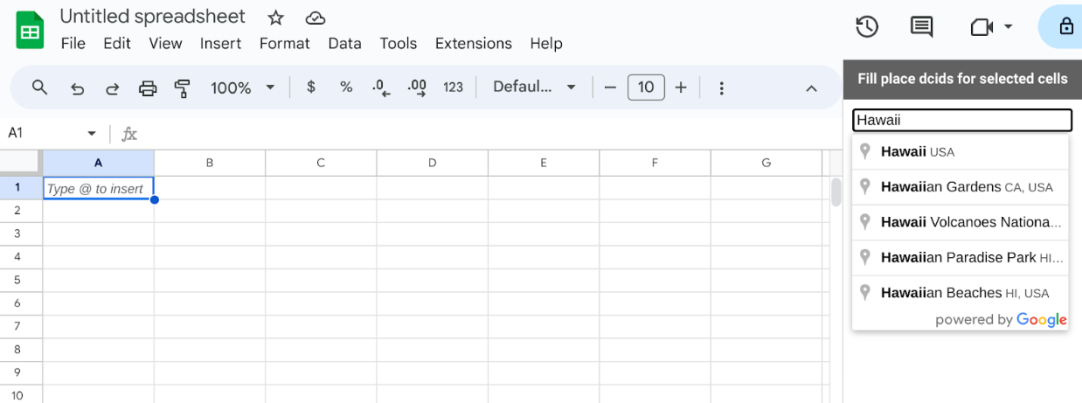 Untitled spreadsheet
File Edit View Insert Format Data Tools Extensions Help
100% $ % .0 .00 123 Defaul... 10
Fill place dcids for selected cells
A1 fx
Hawaii
A B C D E F G
Hawaii USA
1 Type @ to insert
Hawaiian Gardens CA, USA
2
Hawaii Volcanoes Nationa...
3
4
Hawaiian Paradise Park HI...
5
6
Hawaiian Beaches HI, USA
7
powered by Google
8
9
10